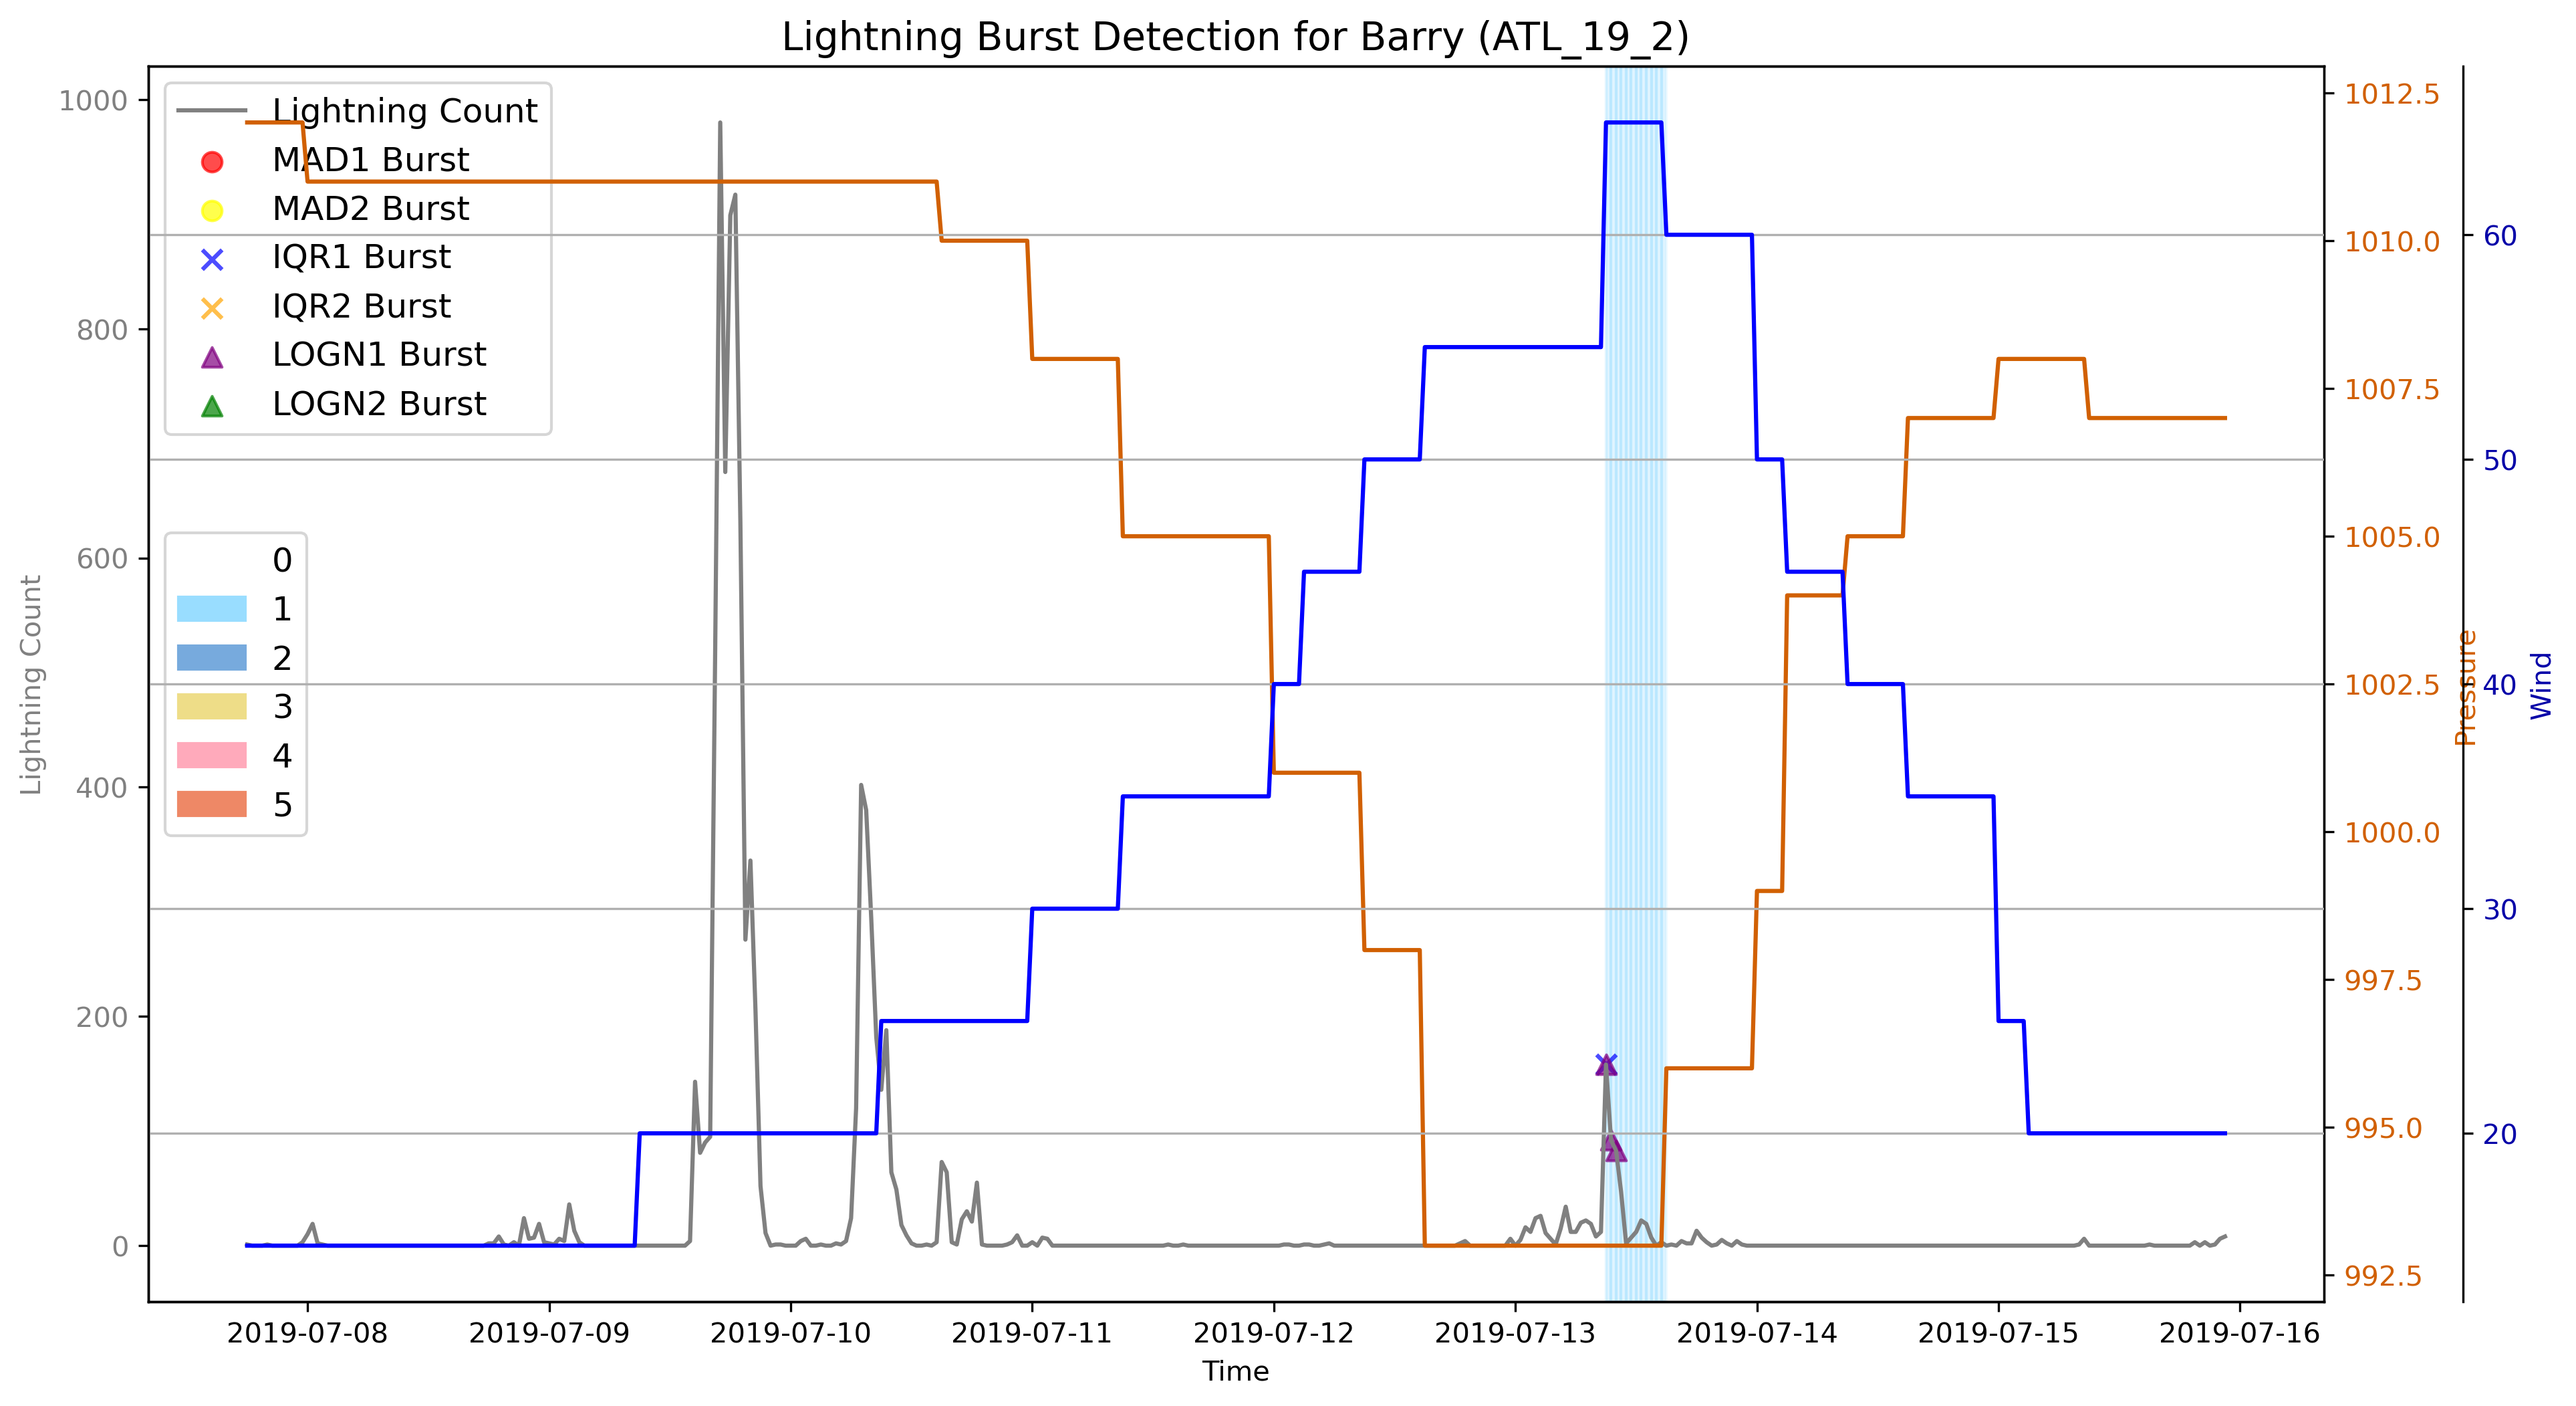 Lightning Burst Detection for Barry (ATL_19_2)
Lightning Count
MAD1 Burst
MAD2 Burst
IQR1 Burst
IQR2 Burst
LOGN1 Burst
LOGN2 Burst
0
1
2
3
4
5
1000
800
600
400
200
0
Lightning Count
1012.5
1010.0
1007.5
1005.0
1002.5
1000.0
997.5
995.0
992.5
Pressure
60
50
40
30
20
Wind
2019-07-08
2019-07-09
2019-07-10
2019-07-11
2019-07-12
2019-07-13
2019-07-14
2019-07-15
2019-07-16
Time